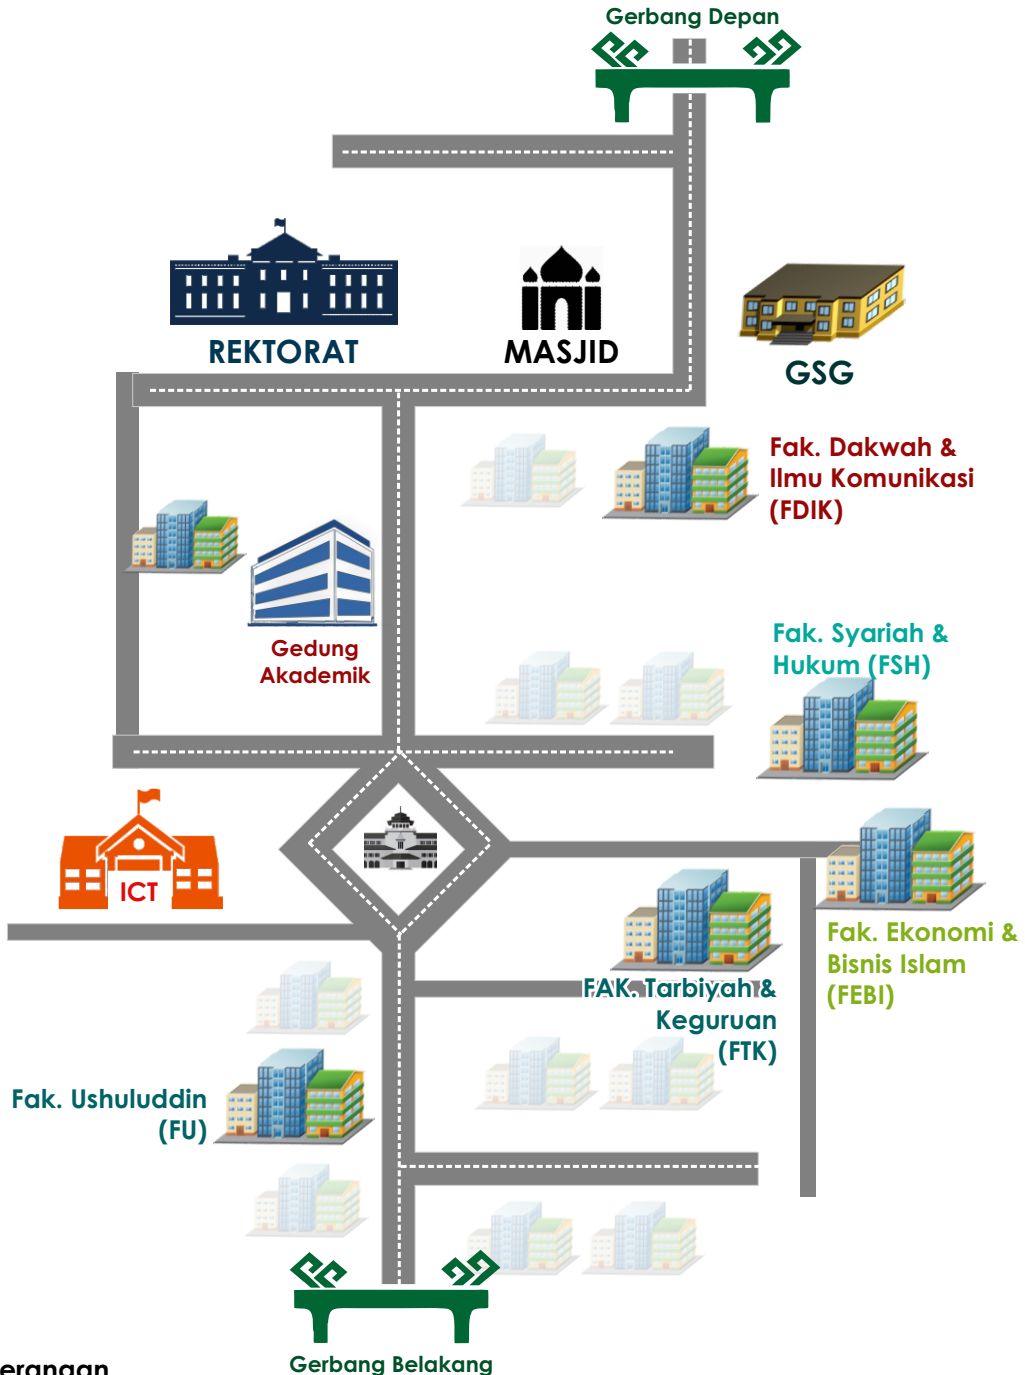 Gerbang Depan
REKTORAT
MASJID
GSG
Fak. Dakwah &
Ilmu Komunikasi
(FDIK)
Gedung
Akademik
Fak. Syariah &
Hukum (FSH)
ICT
Fak. Ekonomi &
Bisnis Islam
(FEBI)
FAK. Tarbiyah &
Keguruan
(FTK)
Fak. Ushuluddin
(FU)
Gerbang Belakang